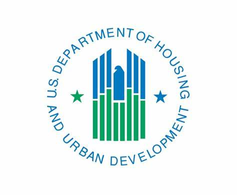 U.S. DEPARTMENT OF HOUSING
AND URBAN DEVELOPMENT